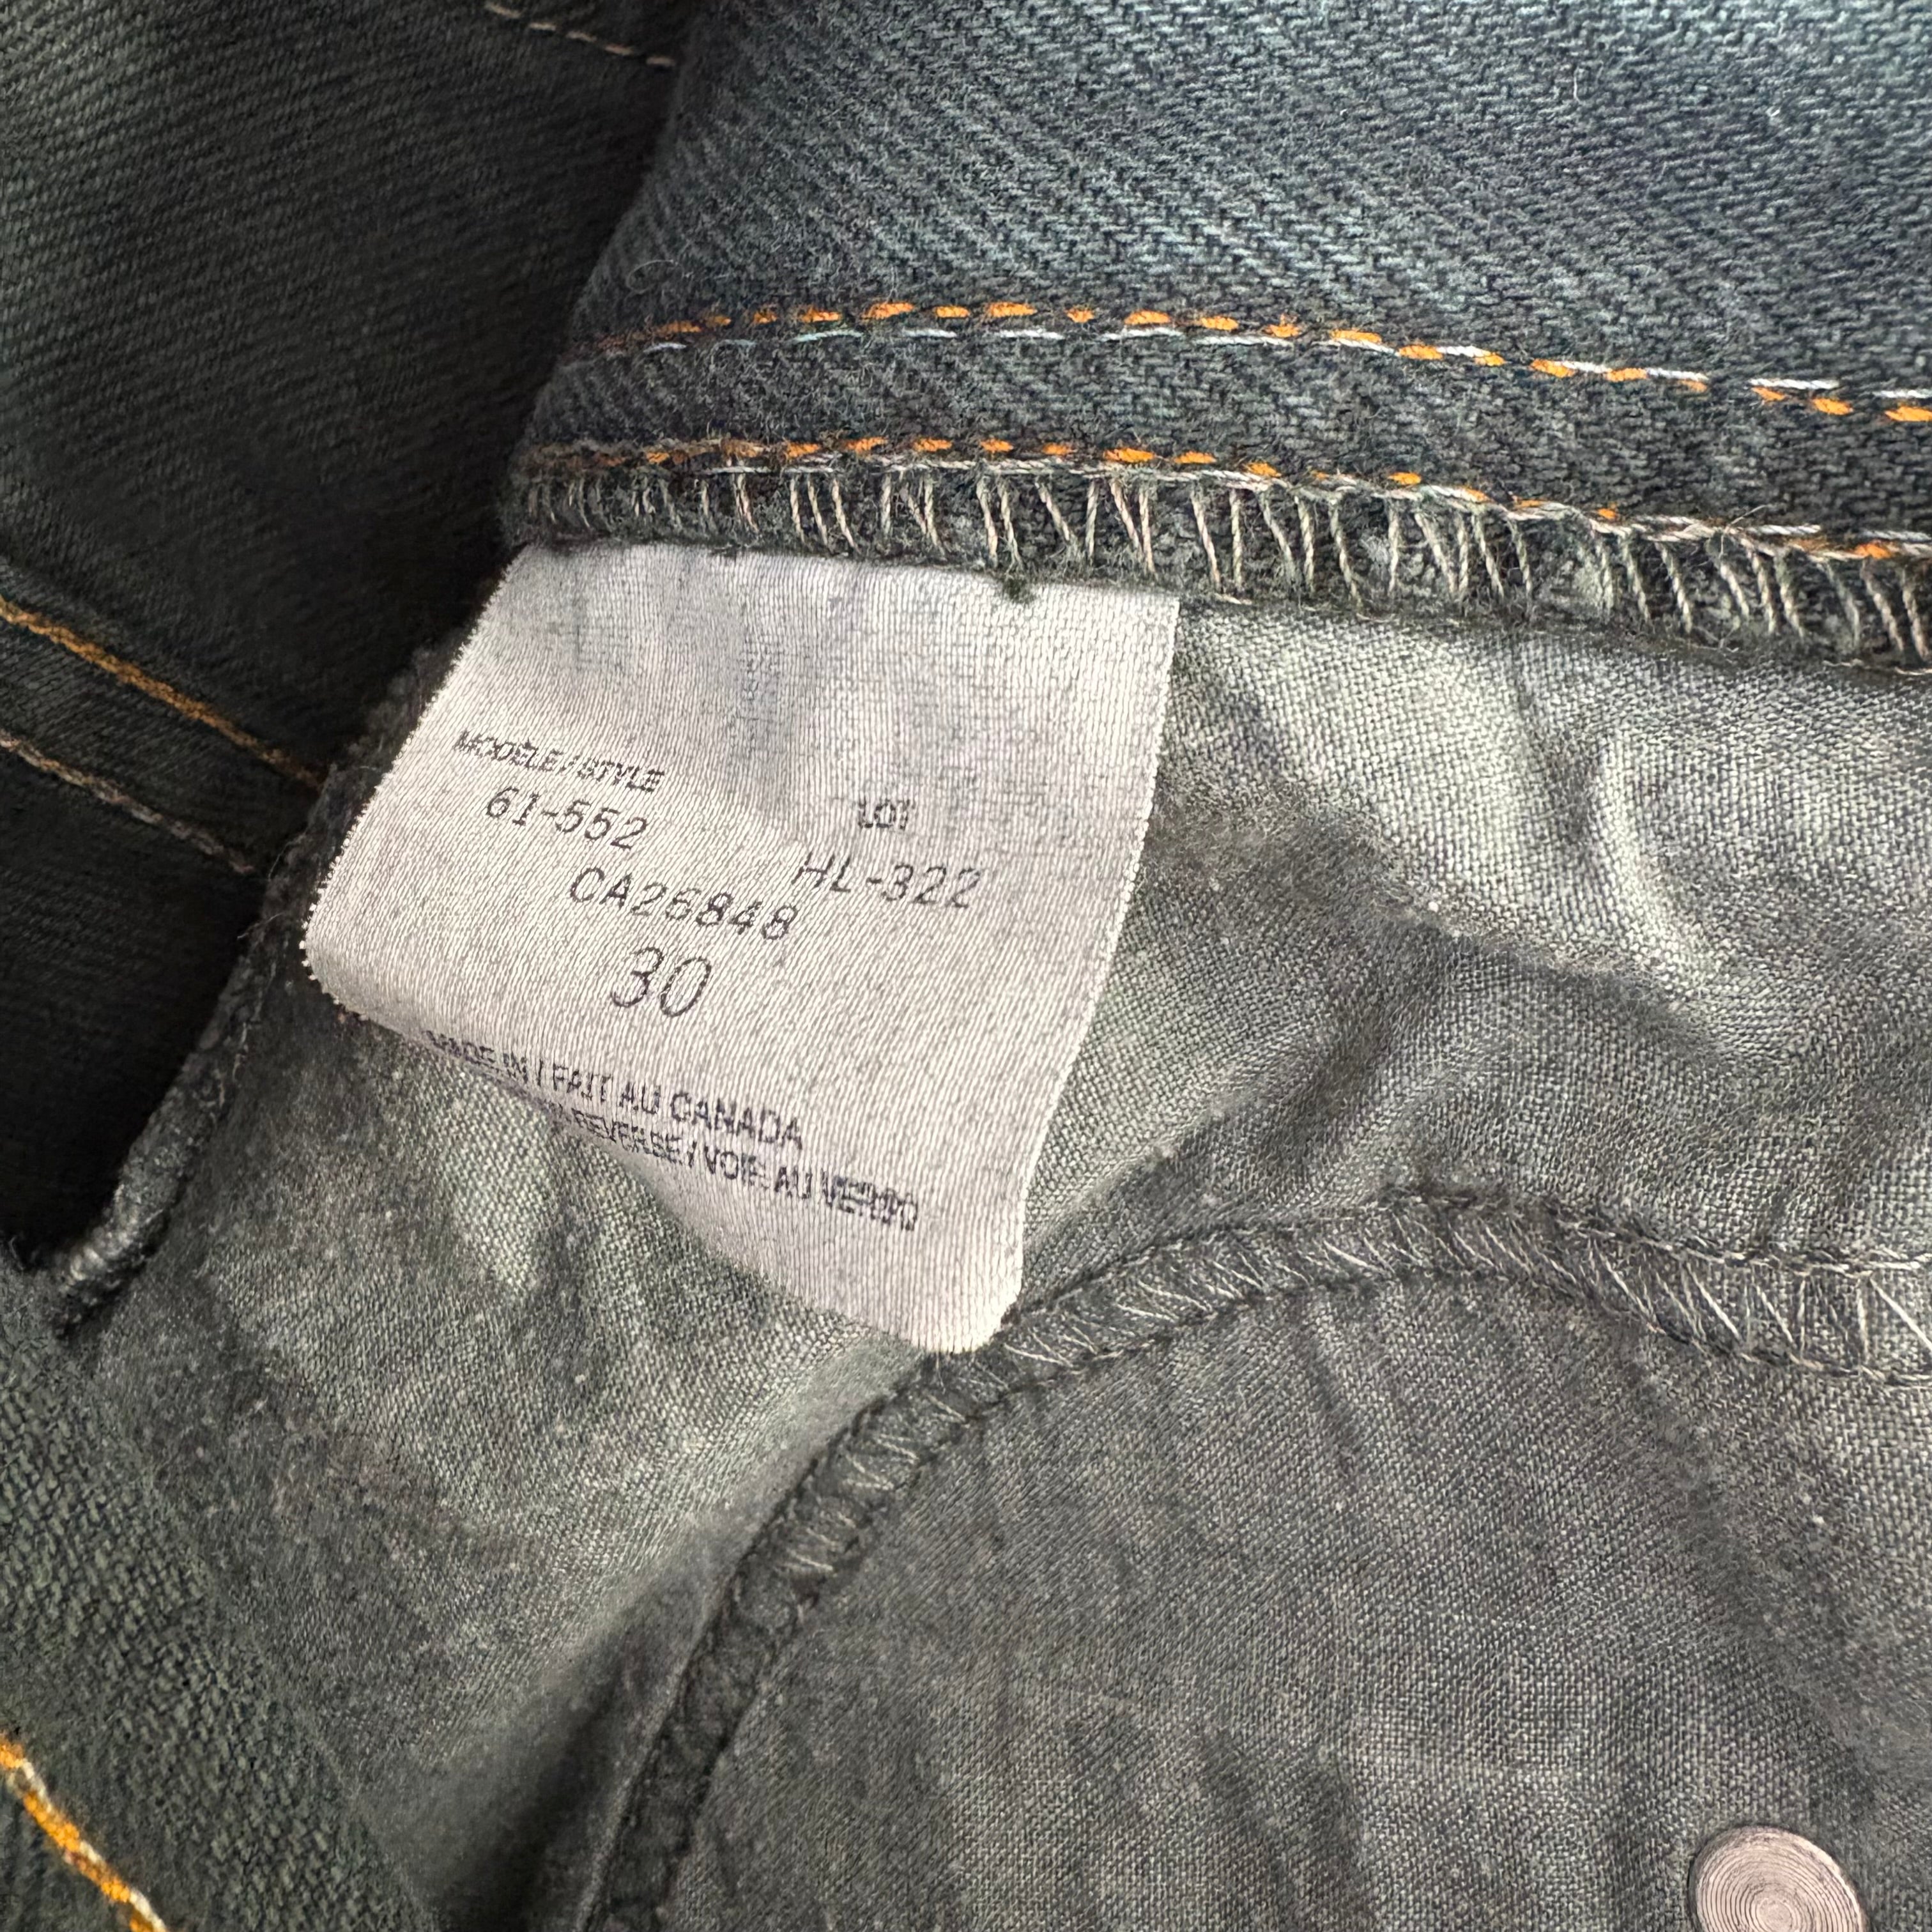 MODÈLE / STYLE
61-552
LOT
HL-322
CA26848
30
MADE IN / FAIT AU CANADA
REVERSE / VOIR AU VERSO